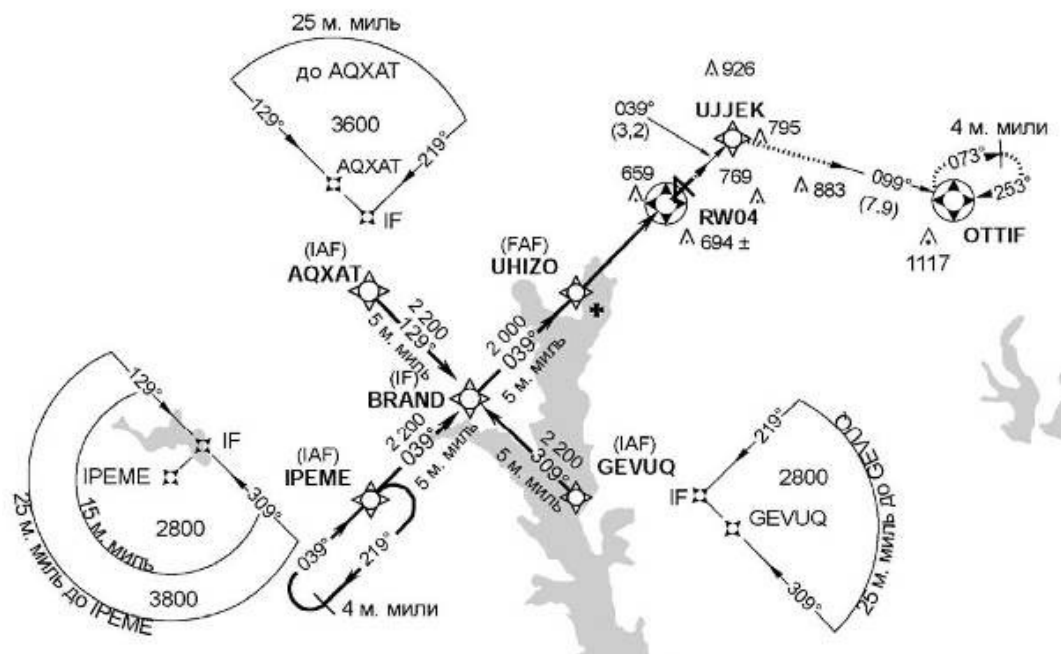 25 м. миль
до AQXAT
129°
3600
219°
AQXAT
IF
926
039°
(3,2)
UJJEK
795
4 м. мили
073°
253°
659
769
883
099°
(7.9)
RW04
694 ±
OTTIF
1117
(IAF)
AQXAT
(FAF)
UHIZO
2 200
129°
5 м. миль
2 000
039°
5 м. миль
(IF)
BRAND
129°
IF
IPEME
309°
2800
15 м. миль
3800
25 м. миль до IPEME
(IAF)
IPEME
2 200
039°
5 м. миль
2 200
309°
5 м. миль
(IAF)
GEVUQ
039°
219°
4 м. мили
219°
2800
IF
GEVUQ
309°
25 м. миль до GEVUQ